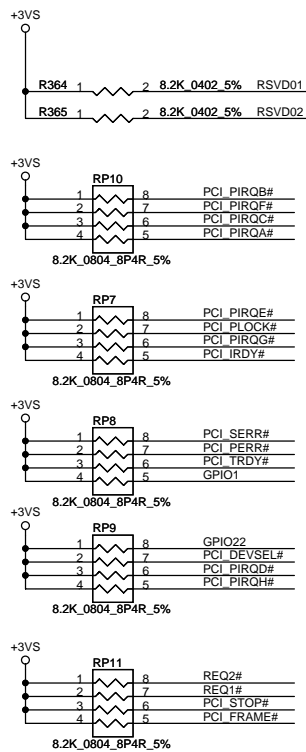 +3VS
R364 1 2 8.2K_0402_5% RSVD01
R365 1 2 8.2K_0402_5% RSVD02
+3VS
RP10
1 8 PCI_PIRQB#
2 7 PCI_PIRQF#
3 6 PCI_PIRQC#
4 5 PCI_PIRQA#
8.2K_0804_8P4R_5%
+3VS
RP7
1 8 PCI_PIRQE#
2 7 PCI_PLOCK#
3 6 PCI_PIRQG#
4 5 PCI_IRDY#
8.2K_0804_8P4R_5%
+3VS
RP8
1 8 PCI_SERR#
2 7 PCI_PERR#
3 6 PCI_TRDY#
4 5 GPIO1
8.2K_0804_8P4R_5%
+3VS
RP9
1 8 GPIO22
2 7 PCI_DEVSEL#
3 6 PCI_PIRQD#
4 5 PCI_PIRQH#
8.2K_0804_8P4R_5%
+3VS
RP11
1 8 REQ2#
2 7 REQ1#
3 6 PCI_STOP#
4 5 PCI_FRAME#
8.2K_0804_8P4R_5%